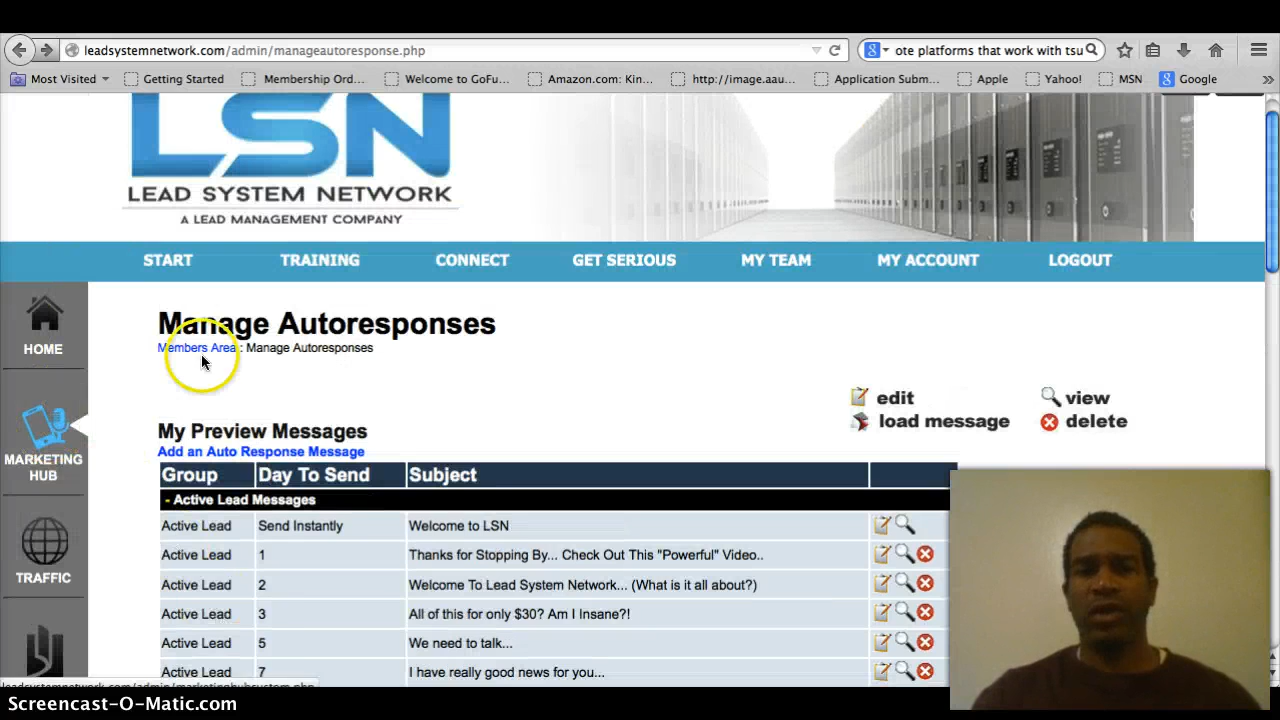 leadsystemnetwork.com/admin/manageautoresponse.php
ote platforms that work with tsu
Most Visited Getting Started Membership Ord... Welcome to GoFu... Amazon.com: Kin... http://image.aau... Application Subm... Apple Yahoo! MSN Google »
LSN
LEAD SYSTEM NETWORK
A LEAD MANAGEMENT COMPANY
START TRAINING CONNECT GET SERIOUS MY TEAM MY ACCOUNT LOGOUT
HOME
MARKETING
HUB
TRAFFIC
Manage Autoresponses
Members Area : Manage Autoresponses
edit view
load message delete
My Preview Messages
Add an Auto Response Message
Group Day To Send Subject
- Active Lead Messages
Active Lead Send Instantly Welcome to LSN
Active Lead 1 Thanks for Stopping By... Check Out This "Powerful" Video..
Active Lead 2 Welcome To Lead System Network... (What is it all about?)
Active Lead 3 All of this for only $30? Am I Insane?!
Active Lead 5 We need to talk...
Active Lead 7 I have really good news for you...
leadsystemnetwork.com/admin/marketinghubsystem.php
Screencast-O-Matic.com